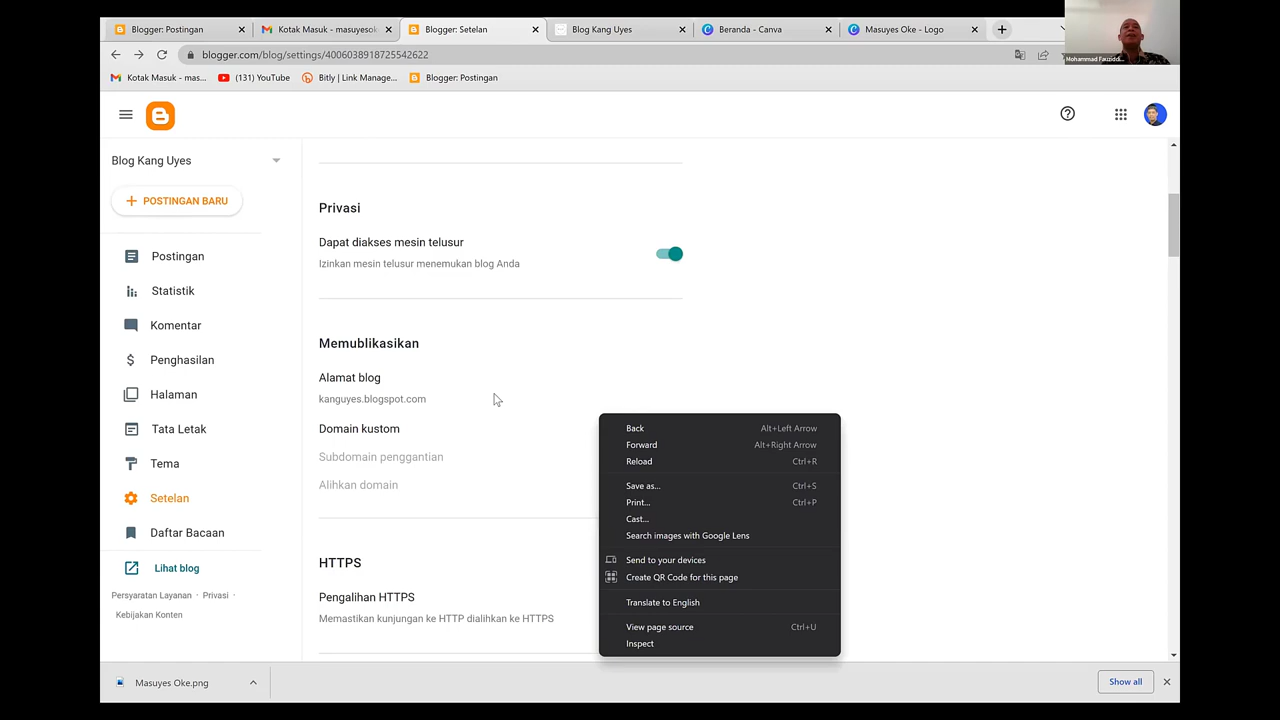 Blogger: Postingan
Kotak Masuk - masuyesok
Blogger: Setelan
Blog Kang Uyes
Beranda - Canva
Masuyes Oke - Logo
blogger.com/blog/settings/4006038918725542622
Kotak Masuk - mas...
(131) YouTube
Bitly | Link Manage...
Blogger: Postingan
Mohammad Fauziddi...
Blog Kang Uyes
+ POSTINGAN BARU
Postingan
Statistik
Komentar
Penghasilan
Halaman
Tata Letak
Tema
Setelan
Daftar Bacaan
Lihat blog
Persyaratan Layanan · Privasi ·
Kebijakan Konten
Privasi
Dapat diakses mesin telusur
Izinkan mesin telusur menemukan blog Anda
Memublikasikan
Alamat blog
kanguyes.blogspot.com
Domain kustom
Subdomain penggantian
Alihkan domain
HTTPS
Pengalihan HTTPS
Memastikan kunjungan ke HTTP dialihkan ke HTTPS
Back Alt+Left Arrow
Forward Alt+Right Arrow
Reload Ctrl+R
Save as... Ctrl+S
Print... Ctrl+P
Cast...
Search images with Google Lens
Send to your devices
Create QR Code for this page
Translate to English
View page source Ctrl+U
Inspect
Masuyes Oke.png
Show all